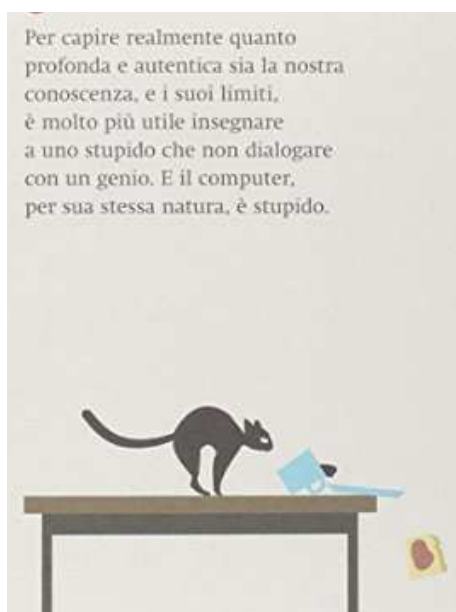 Per capire realmente quanto
profonda e autentica sia la nostra
conoscenza, e i suoi limiti,
è molto più utile insegnare
a uno stupido che non dialogare
con un genio. E il computer,
per sua stessa natura, è stupido.